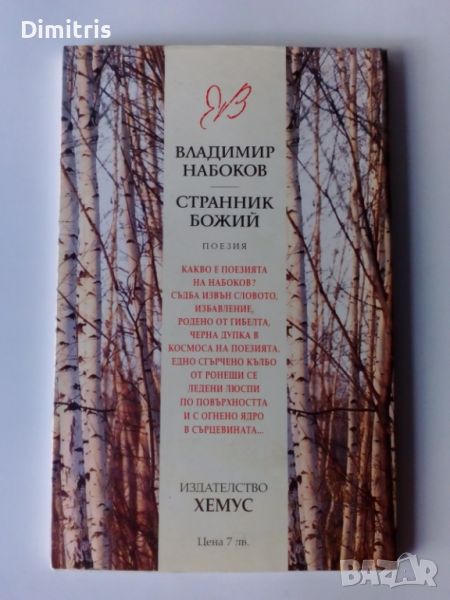 Dimitris
ВЛАДИМИР
НАБОКОВ
СТРАННИК
БОЖИЙ
ПОЕЗИЯ
КАКВО Е ПОЕЗИЯТА
НА НАБОКОВ?
СЪДБА ИЗВЪН СЛОВОТО,
ИЗБАВЛЕНИЕ,
РОДЕНО ОТ ГИБЕЛТА,
ЧЕРНА ДУПКА В
КОСМОСА НА ПОЕЗИЯТА.
ЕДНО СГЪРЧЕНО КЪЛБО
ОТ РОНЕЩИ СЕ
ЛЕДЕНИ ЛЮСПИ
ПО ПОВЪРХНОСТТА
И С ОГНЕНО ЯДРО
В СЪРЦЕВИНАТА...
ИЗДАТЕЛСТВО
ХЕМУС
Цена 7 лв.
BAZAR